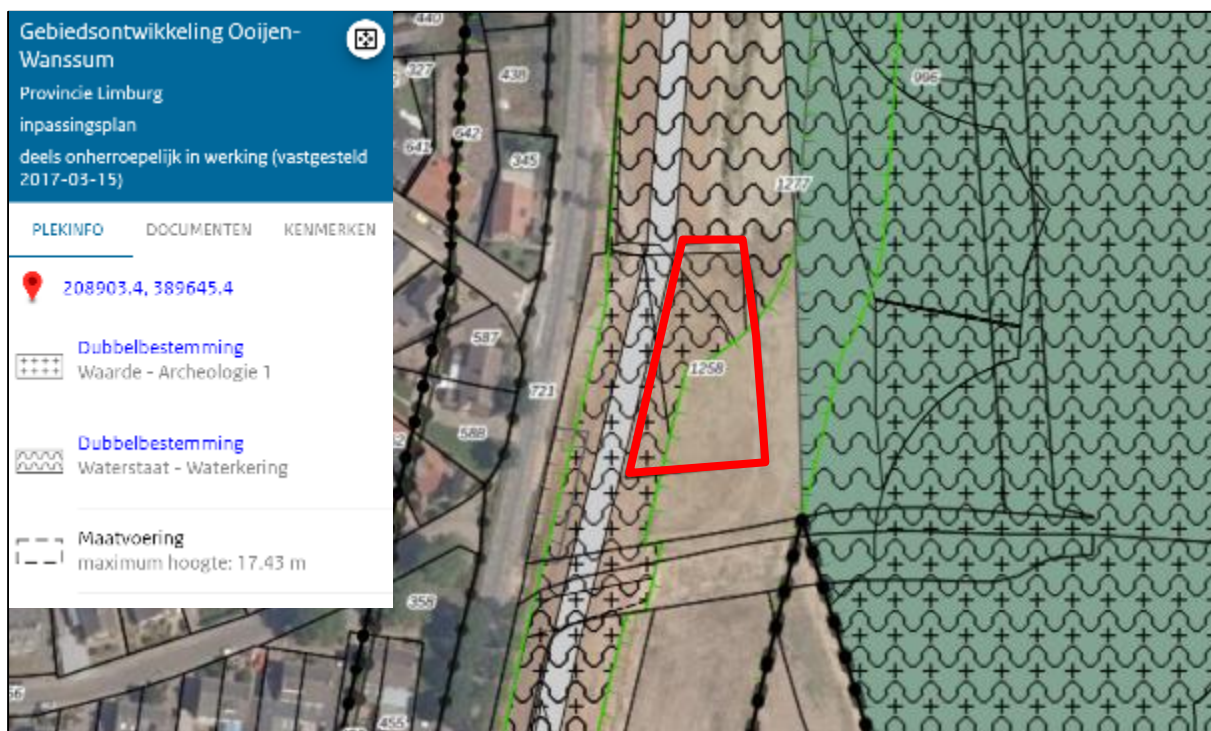 Gebiedsontwikkeling Ooijen-
Wanssum
Provincie Limburg
inpassingsplan
deels onherroepelijk in werking (vastgesteld
2017-03-15)
PLEKINFO DOCUMENTEN KENMERKEN
208903.4, 389645.4
Dubbelbestemming
Waarde - Archeologie 1
Dubbelbestemming
Waterstaat - Waterkering
Maatvoering
maximum hoogte: 17.43 m
440
327
438
642
641
345
996
1277
587
1258
721
588
358
455